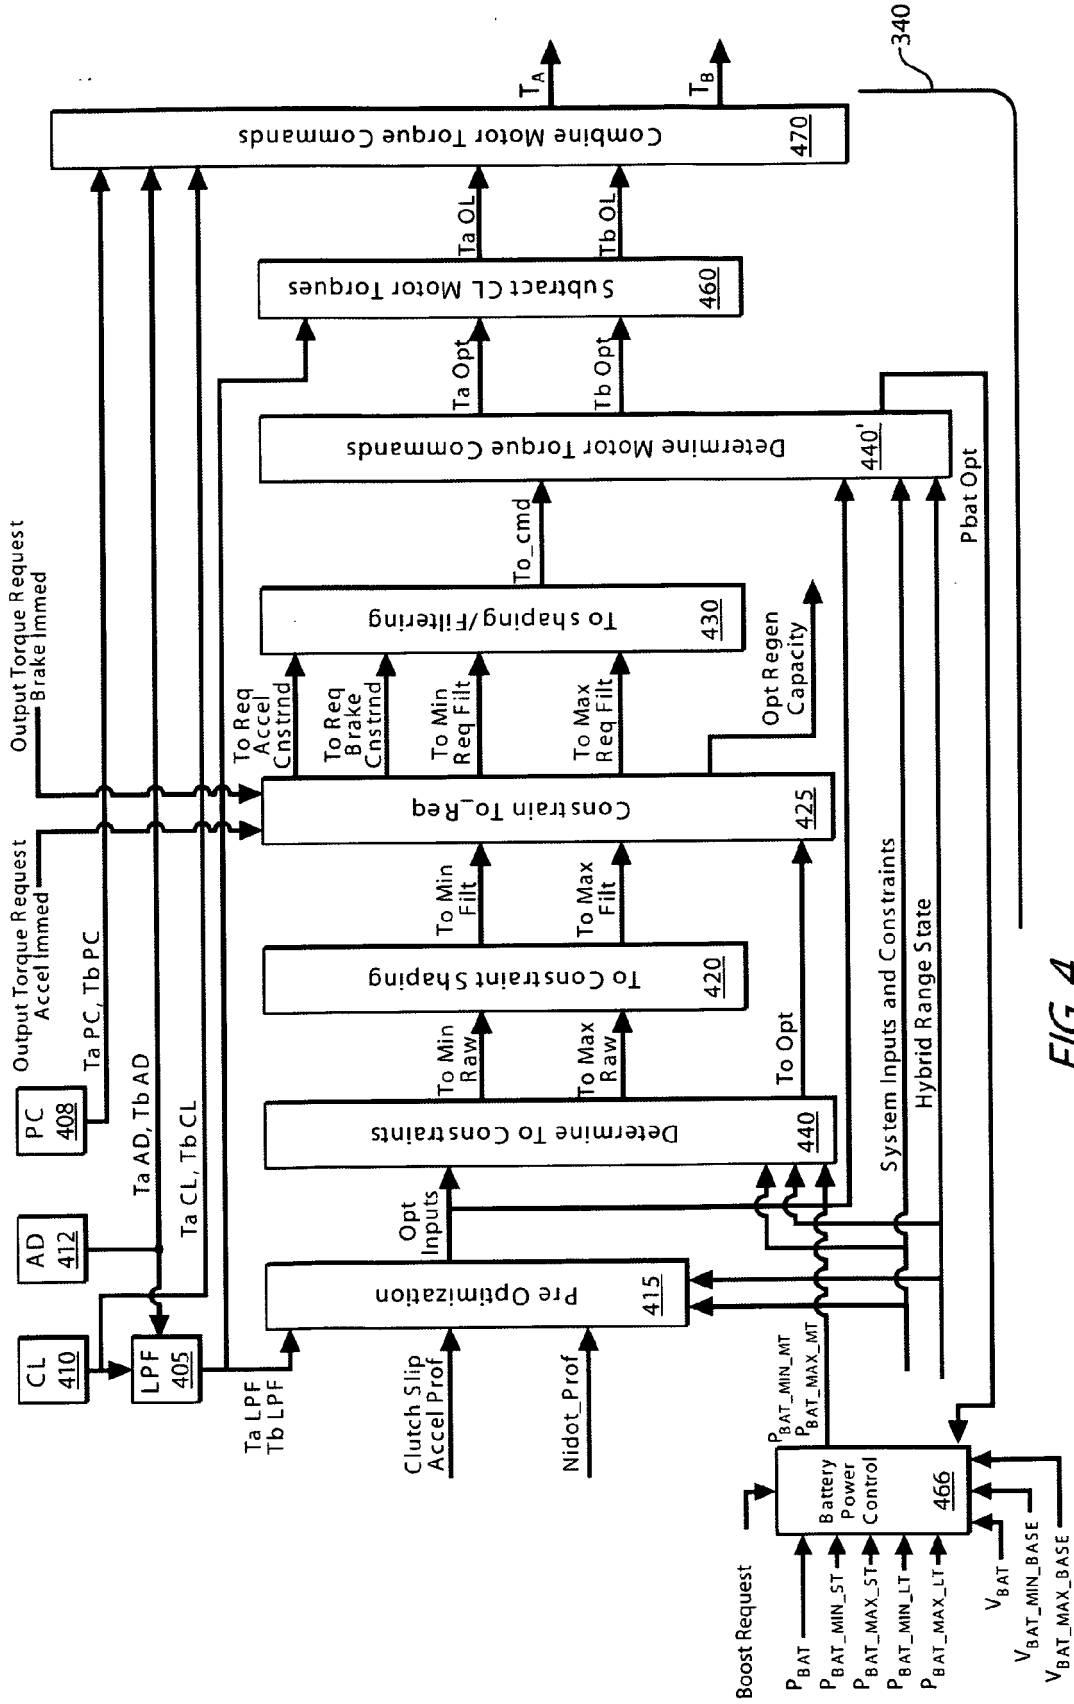 Output Torque Request
Brake Immed
Output Torque Request
Accel Immed
CL
410
AD
412
PC
408
LPF
405
Ta PC, Tb PC
Ta AD, Tb AD
Ta CL, Tb CL
Ta LPF
Tb LPF
Clutch Slip
Accel Prof
Nidot_Prof
Pre Optimization
415
Opt
Inputs
Determine To Constraints
440
To Min
Raw
To Max
Raw
To Opt
To Constraint Shaping
420
To Min
Filt
To Max
Filt
Constrain To_Req
425
To Req
Accel
Cnstrnd
To Req
Brake
Cnstrnd
To Min
Req Filt
To Max
Req Filt
Opt Regen
Capacity
To shaping/Filtering
430
To_cmd
Determine Motor Torque Commands
440'
Ta Opt
Tb Opt
Pbat Opt
Subtract CL Motor Torques
460
Ta OL
Tb OL
Combine Motor Torque Commands
470
TA
TB
340
System Inputs and Constraints
Hybrid Range State
PBAT_MIN_MT
PBAT_MAX_MT
Boost Request
Battery
Power
Control
466
PBAT
PBAT_MIN_ST
PBAT_MAX_ST
PBAT_MIN_LT
PBAT_MAX_LT
VBAT
VBAT_MIN_BASE
VBAT_MAX_BASE
FIG. 4